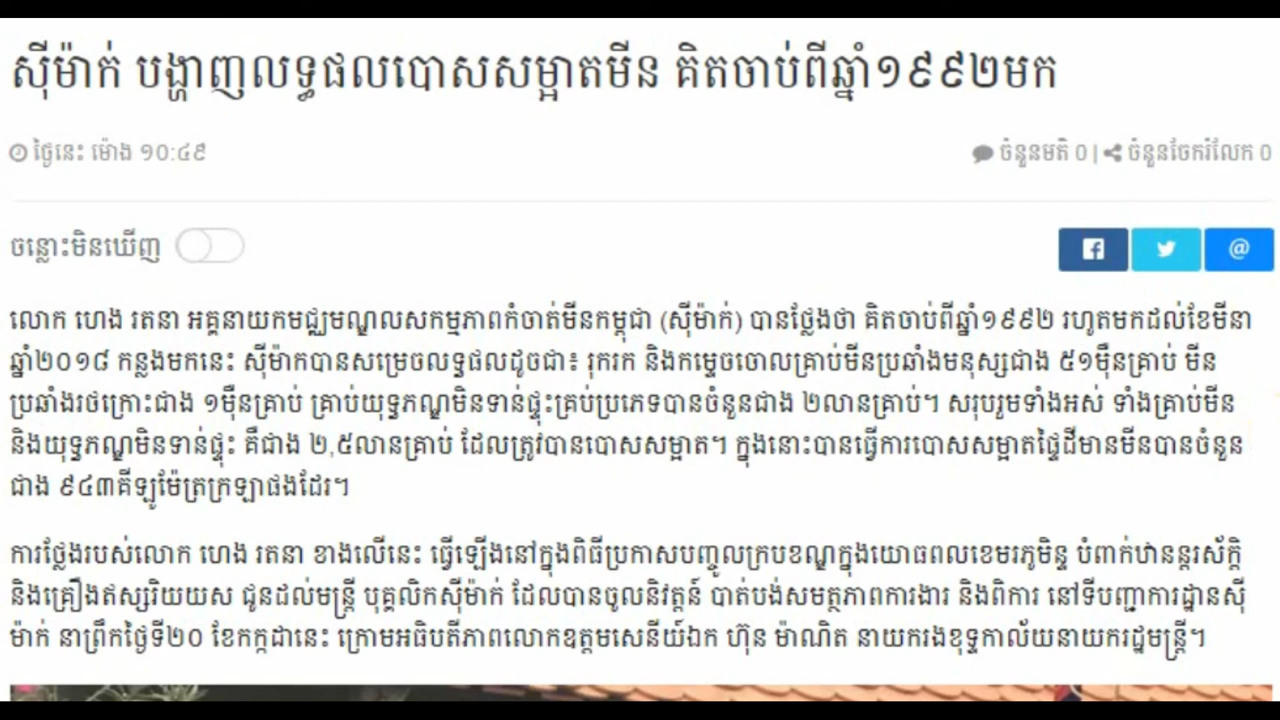 ស៊ីម៉ាក់ បង្ហាញលទ្ធផលបោសសម្អាតមីន គិតចាប់ពីឆ្នាំ១៩៩២មក
ថ្ងៃនេះ ម៉ោង ១០:៤៩
ចំនួនមតិ 0 | ចំនួនចែករំលែក 0
ចន្លោះមិនឃើញ
លោក ហេង រតនា អគ្គនាយកមជ្ឈមណ្ឌលសកម្មភាពកំចាត់មីនកម្ពុជា (ស៊ីម៉ាក់) បានថ្លែងថា គិតចាប់ពីឆ្នាំ១៩៩២ រហូតមកដល់ខែមីនា
ឆ្នាំ២០១៨ កន្លងមកនេះ ស៊ីម៉ាកបានសម្រេចលទ្ធផលដូចជា៖ រុករក និងកម្ទេចចោលគ្រាប់មីនប្រឆាំងមនុស្សជាង ៥១ម៉ឺនគ្រាប់ មីន
ប្រឆាំងរថក្រោះជាង ១ម៉ឺនគ្រាប់ គ្រាប់យុទ្ធភណ្ឌមិនទាន់ផ្ទុះគ្រប់ប្រភេទបានចំនួនជាង ២លានគ្រាប់។ សរុបរួមទាំងអស់ ទាំងគ្រាប់មីន
និងយុទ្ធភណ្ឌមិនទាន់ផ្ទុះ គឺជាង ២,៥លានគ្រាប់ ដែលត្រូវបានបោសសម្អាត។ ក្នុងនោះបានធ្វើការបោសសម្អាតផ្ទៃដីមានមីនបានចំនួន
ជាង ៩៤៣គីឡូម៉ែត្រក្រឡាផងដែរ។
ការថ្លែងរបស់លោក ហេង រតនា ខាងលើនេះ ធ្វើឡើងនៅក្នុងពិធីប្រកាសបញ្ចូលក្របខណ្ឌក្នុងយោធពលខេមរភូមិន្ទ បំពាក់ឋានន្តរស័ក្តិ
និងគ្រឿងឥស្សរិយយស ជូនដល់មន្ត្រី បុគ្គលិកស៊ីម៉ាក់ ដែលបានចូលនិវត្តន៍ បាត់បង់សមត្ថភាពការងារ និងពិការ នៅទីបញ្ជាការដ្ឋានស៊ី
ម៉ាក់ នាព្រឹកថ្ងៃទី២០ ខែកក្កដានេះ ក្រោមអធិបតីភាពលោកឧត្តមសេនីយ៍ឯក ហ៊ុន ម៉ាណិត នាយករងខុទ្ទកាល័យនាយករដ្ឋមន្ត្រី។